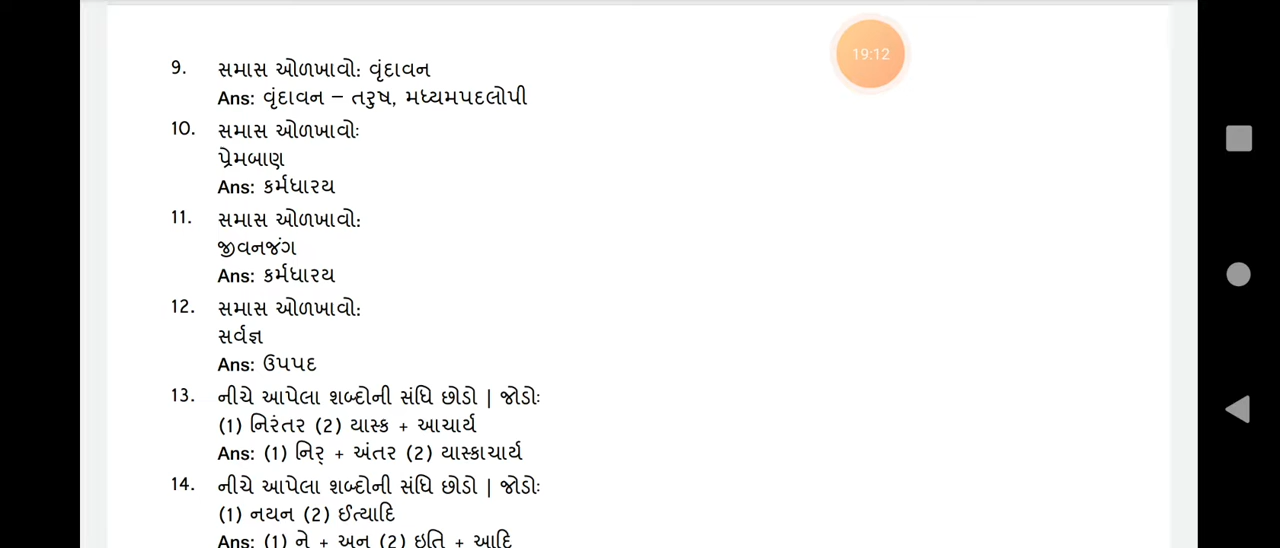 19:12
9. સમાસ ઓળખાવો: વૃંદાવન
Ans: વૃંદાવન – તત્પુરુષ, મધ્યમપદલોપી
10. સમાસ ઓળખાવોઃ
પ્રેમબાણ
Ans: કર્મધારય
11. સમાસ ઓળખાવો:
જીવનજંગ
Ans: કર્મધારય
12. સમાસ ઓળખાવો:
સર્વજ્ઞ
Ans: ઉપપદ
13. નીચે આપેલા શબ્દોની સંધિ છોડો | જોડોઃ
(1) નિરંતર (2) યાસ્ક + આચાર્ય
Ans: (1) નિર્ + અંતર (2) યાસ્કાચાર્ય
14. નીચે આપેલા શબ્દોની સંધિ છોડો | જોડોઃ
(1) નયન (2) ઈત્યાદિ
Ans: (1) ને + અન (2) ઇતિ + આદિ